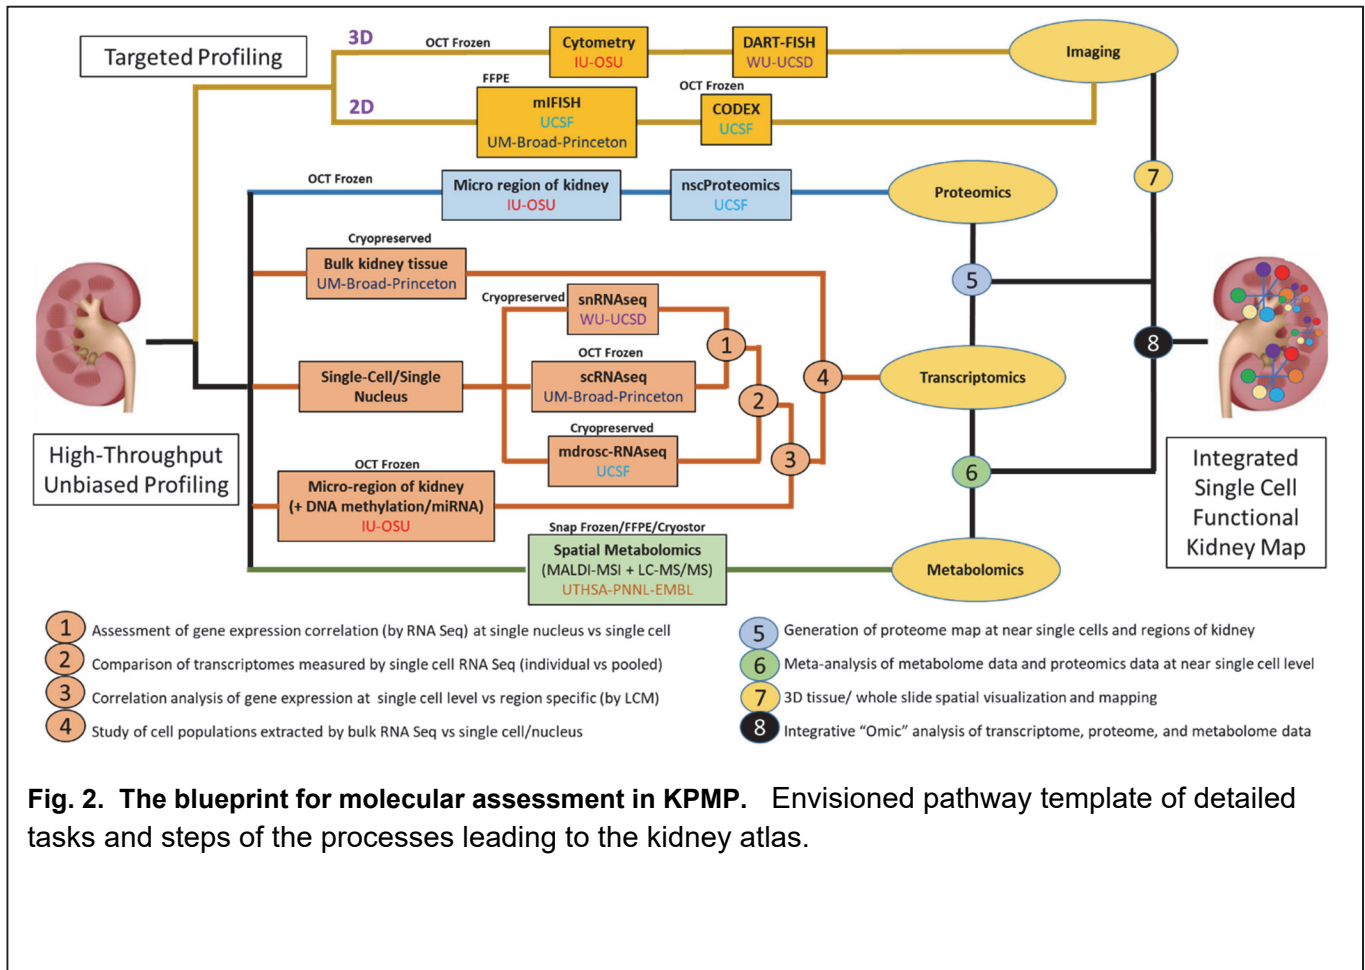 Targeted Profiling
3D
OCT Frozen
Cytometry
IU-OSU
DART-FISH
WU-UCSD
Imaging
2D
FFPE
mIFISH
UCSF
UM-Broad-Princeton
OCT Frozen
CODEX
UCSF
7
OCT Frozen
Micro region of kidney
IU-OSU
nscProteomics
UCSF
Proteomics
Cryopreserved
Bulk kidney tissue
UM-Broad-Princeton
5
Cryopreserved
snRNAseq
WU-UCSD
1
8
OCT Frozen
Single-Cell/Single
Nucleus
scRNAseq
UM-Broad-Princeton
2
4
Transcriptomics
Cryopreserved
mdrosc-RNAseq
UCSF
3
6
High-Throughput
Unbiased Profiling
OCT Frozen
Micro-region of kidney
(+ DNA methylation/miRNA)
IU-OSU
Integrated
Single Cell
Functional
Kidney Map
Snap Frozen/FFPE/Cryostor
Spatial Metabolomics
(MALDI-MSI + LC-MS/MS)
UTHSA-PNNL-EMBL
Metabolomics
1 Assessment of gene expression correlation (by RNA Seq) at single nucleus vs single cell
2 Comparison of transcriptomes measured by single cell RNA Seq (individual vs pooled)
3 Correlation analysis of gene expression at single cell level vs region specific (by LCM)
4 Study of cell populations extracted by bulk RNA Seq vs single cell/nucleus
5 Generation of proteome map at near single cells and regions of kidney
6 Meta-analysis of metabolome data and proteomics data at near single cell level
7 3D tissue/ whole slide spatial visualization and mapping
8 Integrative “Omic” analysis of transcriptome, proteome, and metabolome data
Fig. 2. The blueprint for molecular assessment in KPMP. Envisioned pathway template of detailed
tasks and steps of the processes leading to the kidney atlas.